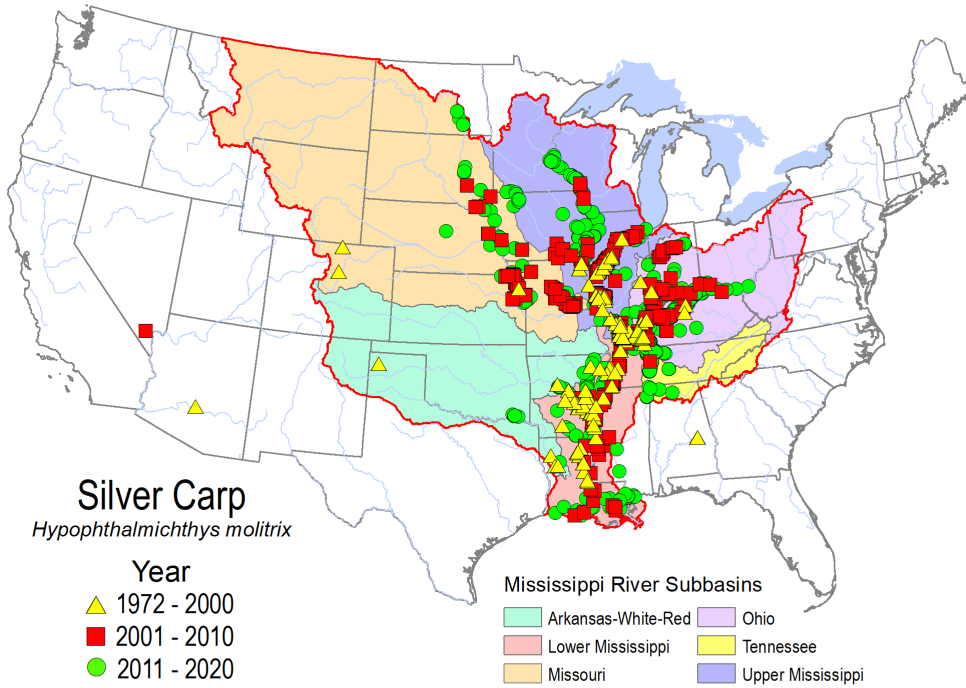 Silver Carp
Hypophthalmichthys molitrix
Year
1972 - 2000
2001 - 2010
2011 - 2020
Mississippi River Subbasins
Arkansas-White-Red
Ohio
Lower Mississippi
Tennessee
Missouri
Upper Mississippi